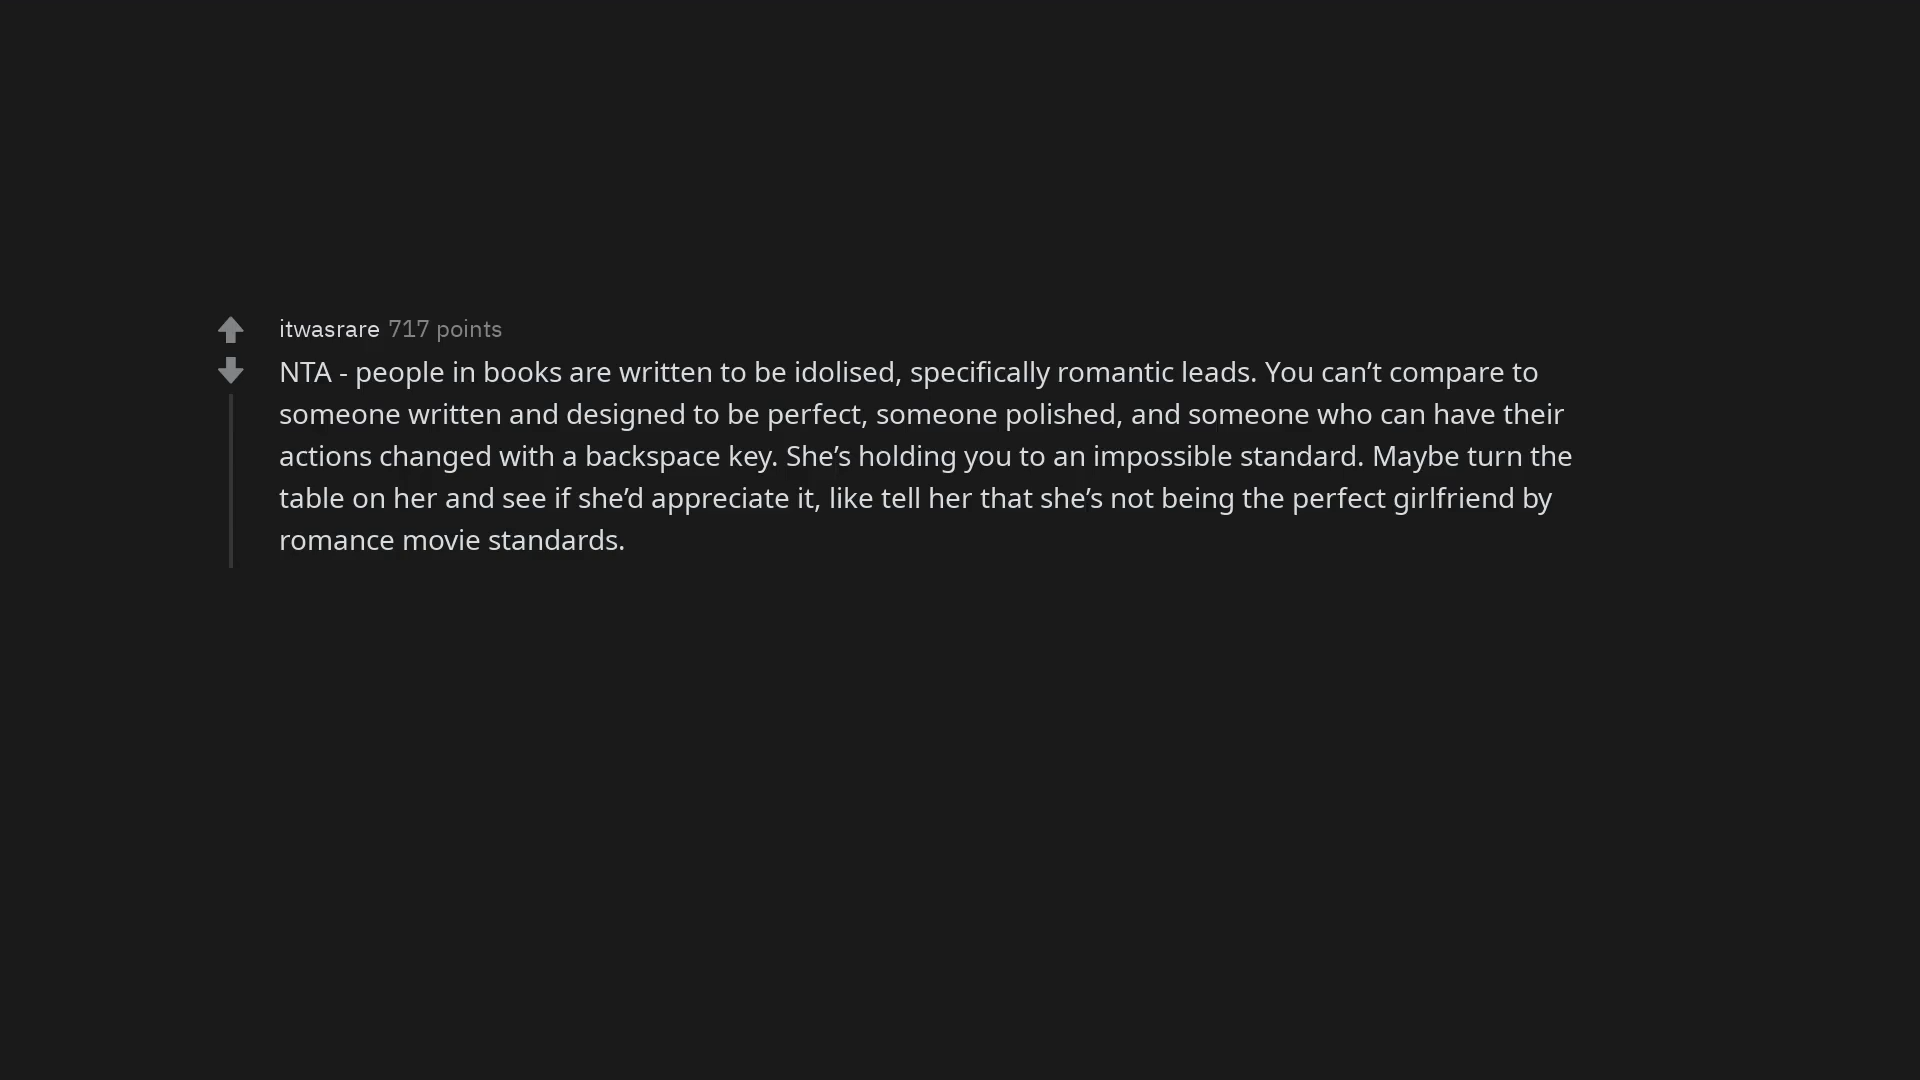 itwasrare 717 points
NTA - people in books are written to be idolised, specifically romantic leads. You can’t compare to
someone written and designed to be perfect, someone polished, and someone who can have their
actions changed with a backspace key. She’s holding you to an impossible standard. Maybe turn the
table on her and see if she’d appreciate it, like tell her that she’s not being the perfect girlfriend by
romance movie standards.